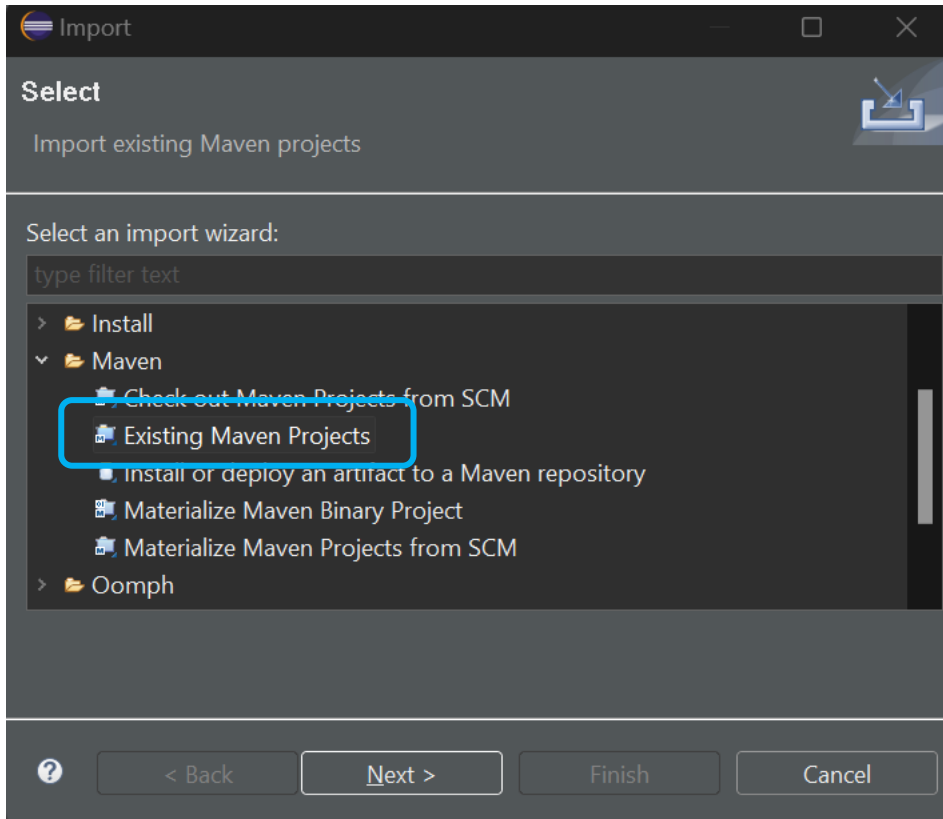 Import
Select
Import existing Maven projects
Select an import wizard:
type filter text
Install
Maven
Check out Maven Projects from SCM
Existing Maven Projects
Install or deploy an artifact to a Maven repository
Materialize Maven Binary Project
Materialize Maven Projects from SCM
Oomph
? < Back Next > Finish Cancel